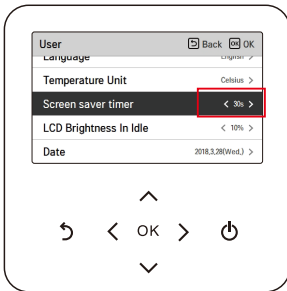 User Back OK OK
Language English >
Temperature Unit Celsius >
Screen saver timer < 30s >
LCD Brightness In Idle < 10% >
Date 2018,3,28(Wed,) >
OK